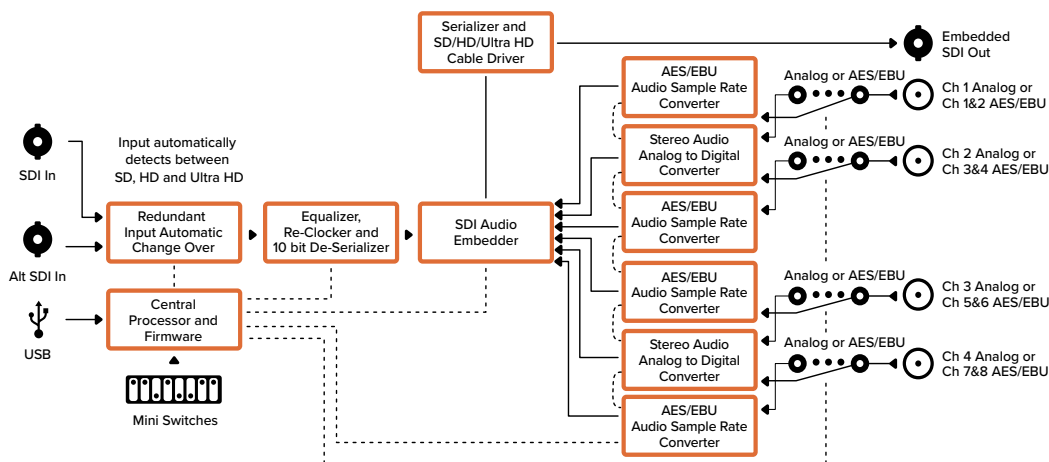 Serializer and
SD/HD/Ultra HD
Cable Driver
Embedded
SDI Out
AES/EBU
Audio Sample Rate
Converter
Analog or AES/EBU
Ch 1 Analog or
Ch 1&2 AES/EBU
SDI In
Input automatically
detects between
SD, HD and Ultra HD
Stereo Audio
Analog to Digital
Converter
Analog or AES/EBU
Ch 2 Analog or
Ch 3&4 AES/EBU
Alt SDI In
Redundant
Input Automatic
Change Over
Equalizer,
Re-Clocker and
10 bit De-Serializer
SDI Audio
Embedder
AES/EBU
Audio Sample Rate
Converter
USB
Central
Processor and
Firmware
AES/EBU
Audio Sample Rate
Converter
Analog or AES/EBU
Ch 3 Analog or
Ch 5&6 AES/EBU
Stereo Audio
Analog to Digital
Converter
Analog or AES/EBU
Ch 4 Analog or
Ch 7&8 AES/EBU
Mini Switches
AES/EBU
Audio Sample Rate
Converter